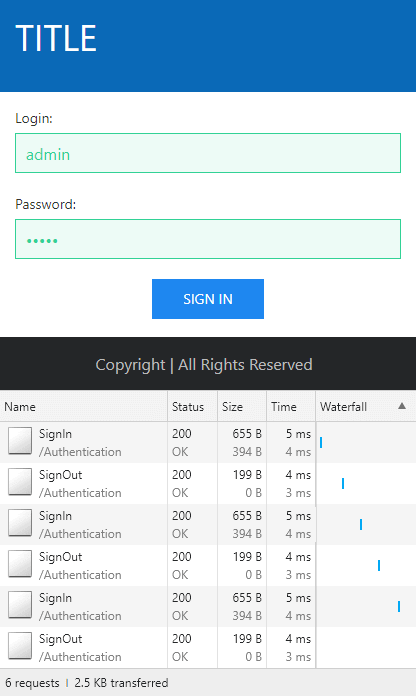 TITLE
Login:
admin
Password:
•••••
SIGN IN
Copyright | All Rights Reserved
Name Status Size Time Waterfall
SignIn 200 655 B 5 ms
/Authentication OK 394 B 4 ms
SignOut 200 199 B 4 ms
/Authentication OK 0 B 3 ms
SignIn 200 655 B 5 ms
/Authentication OK 394 B 4 ms
SignOut 200 199 B 4 ms
/Authentication OK 0 B 3 ms
SignIn 200 655 B 5 ms
/Authentication OK 394 B 4 ms
SignOut 200 199 B 4 ms
/Authentication OK 0 B 3 ms
6 requests | 2.5 KB transferred